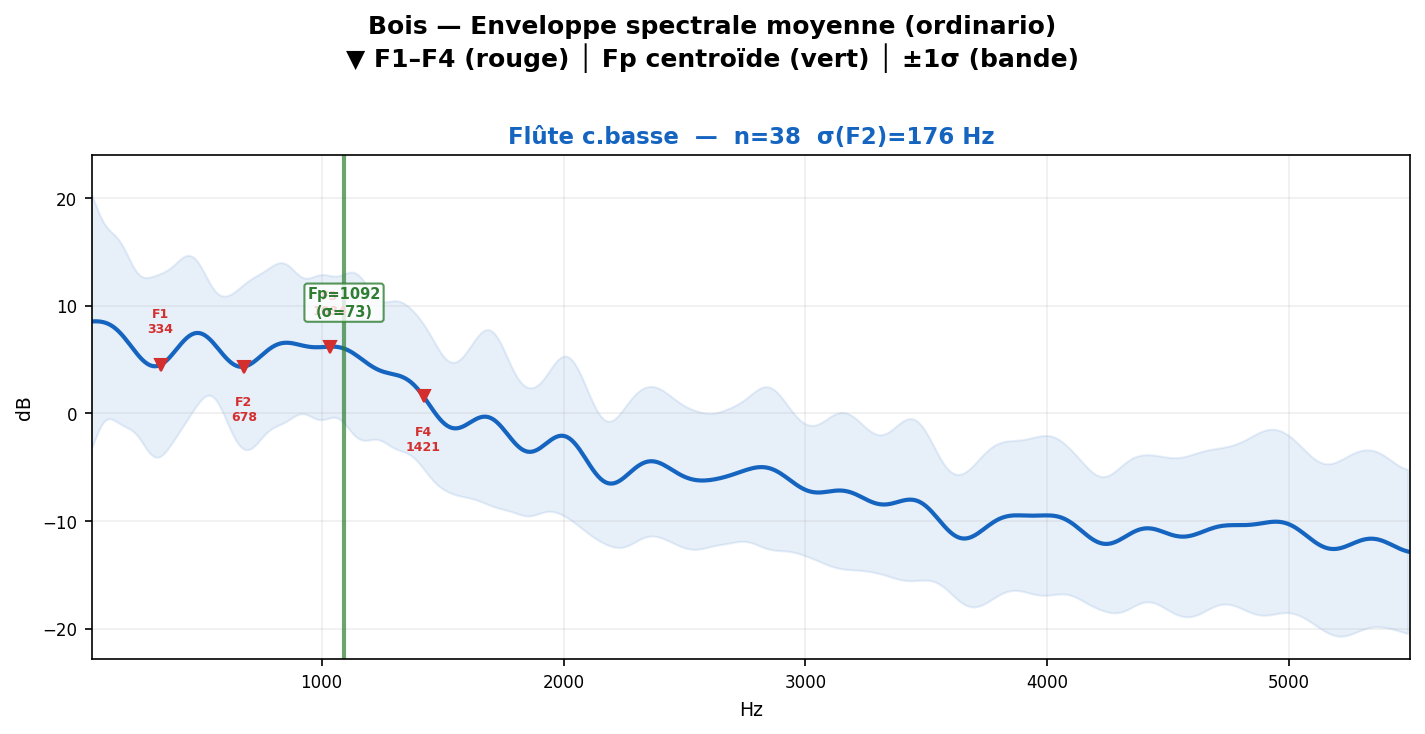 Bois — Enveloppe spectrale moyenne (ordinario)
▼ F1–F4 (rouge) │ Fp centroïde (vert) │ ±1σ (bande)
Flûte c.basse — n=38 σ(F2)=176 Hz
dB
20
10
0
−10
−20
F1
334
F2
678
Fp=1092
(σ=73)
F4
1421
1000
2000
3000
4000
5000
Hz